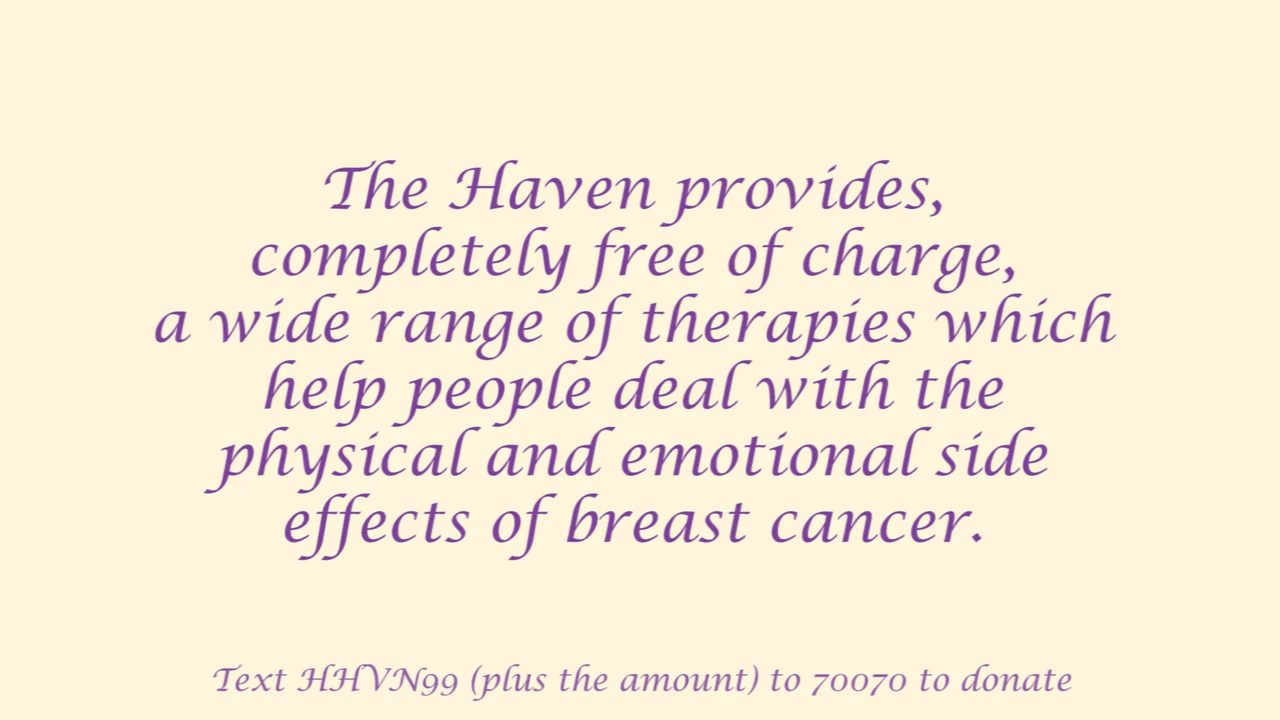 The Haven provides,
completely free of charge,
a wide range of therapies which
help people deal with the
physical and emotional side
effects of breast cancer.
Text HHVN99 (plus the amount) to 70070 to donate